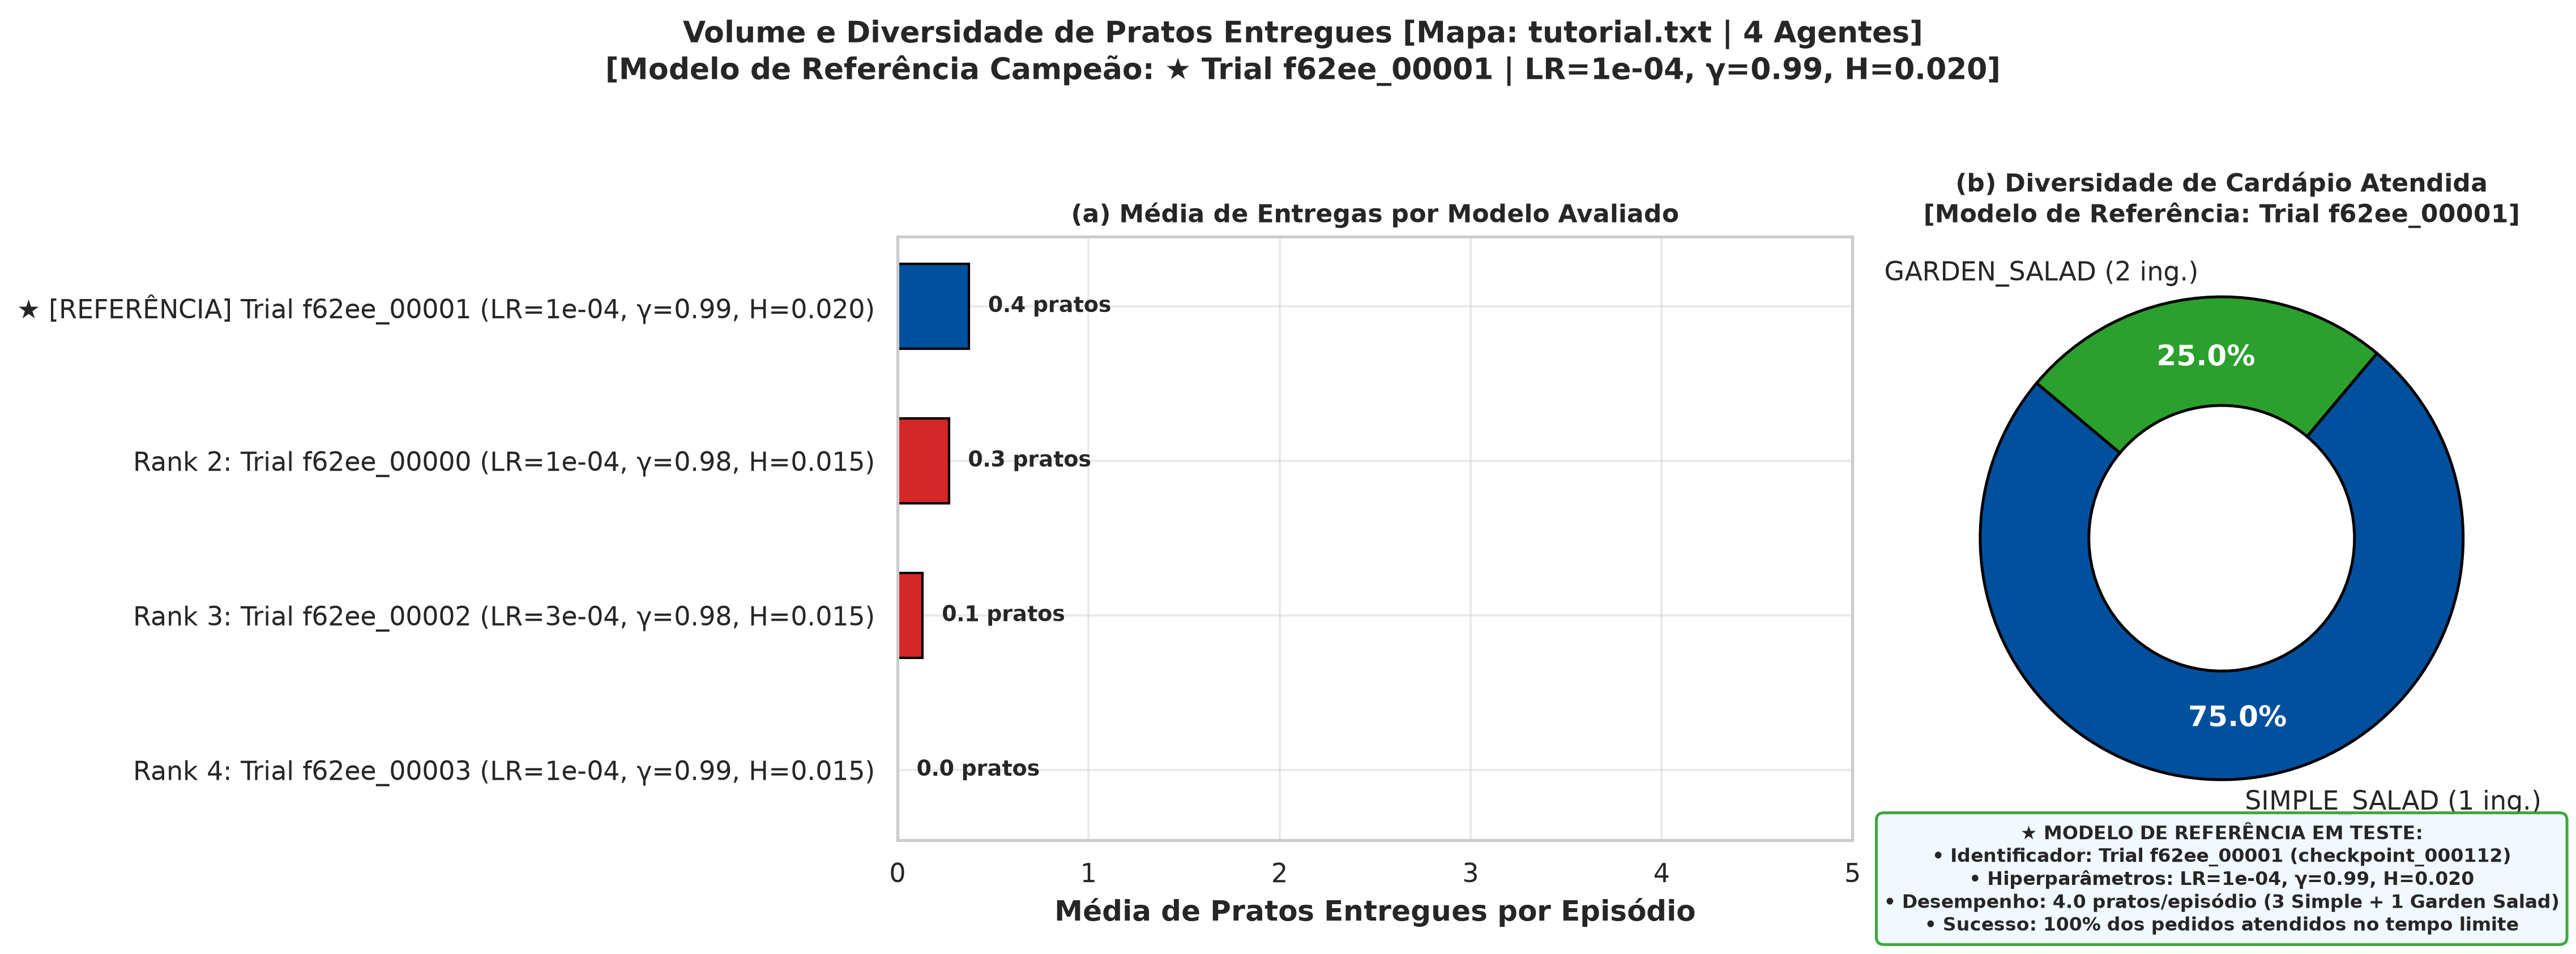 Volume e Diversidade de Pratos Entregues [Mapa: tutorial.txt | 4 Agentes]
[Modelo de Referência Campeão: ★ Trial f62ee_00001 | LR=1e-04, γ=0.99, H=0.020]
(a) Média de Entregas por Modelo Avaliado
★ [REFERÊNCIA] Trial f62ee_00001 (LR=1e-04, γ=0.99, H=0.020)
0.4 pratos
Rank 2: Trial f62ee_00000 (LR=1e-04, γ=0.98, H=0.015)
0.3 pratos
Rank 3: Trial f62ee_00002 (LR=3e-04, γ=0.98, H=0.015)
0.1 pratos
Rank 4: Trial f62ee_00003 (LR=1e-04, γ=0.99, H=0.015)
0.0 pratos
0 1 2 3 4 5
Média de Pratos Entregues por Episódio
(b) Diversidade de Cardápio Atendida
[Modelo de Referência: Trial f62ee_00001]
GARDEN_SALAD (2 ing.)
25.0%
75.0%
SIMPLE_SALAD (1 ing.)
★ MODELO DE REFERÊNCIA EM TESTE:
• Identificador: Trial f62ee_00001 (checkpoint_000112)
• Hiperparâmetros: LR=1e-04, γ=0.99, H=0.020
• Desempenho: 4.0 pratos/episódio (3 Simple + 1 Garden Salad)
• Sucesso: 100% dos pedidos atendidos no tempo limite